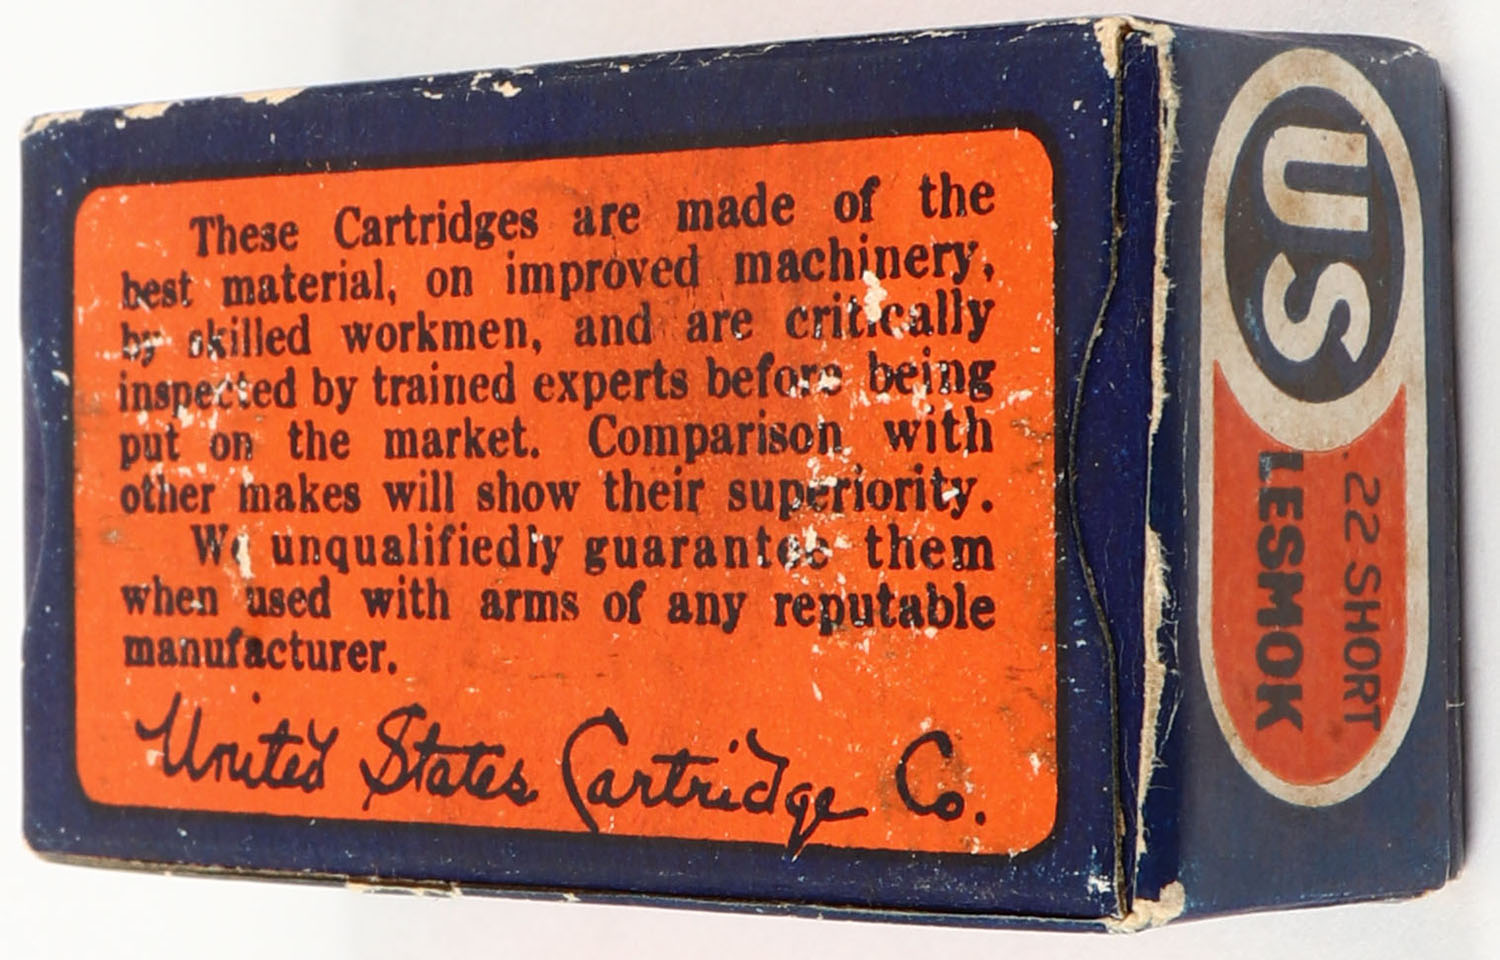 These Cartridges are made of the
best material, on improved machinery,
by skilled workmen, and are critically
inspected by trained experts before being
put on the market. Comparison with
other makes will show their superiority.
We unqualifiedly guarantee them
when used with arms of any reputable
manufacturer.
United States Cartridge Co.
US
.22 SHORT
LESMOK